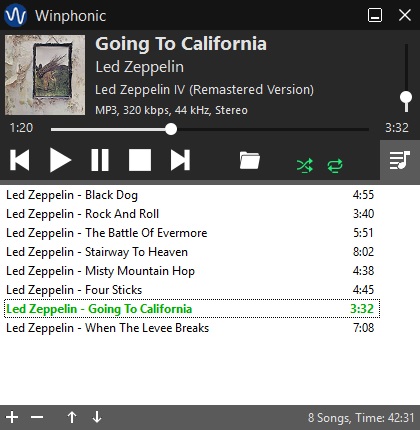 Winphonic
Going To California
Led Zeppelin
Led Zeppelin IV (Remastered Version)
MP3, 320 kbps, 44 kHz, Stereo
1:20 3:32
Led Zeppelin - Black Dog 4:55
Led Zeppelin - Rock And Roll 3:40
Led Zeppelin - The Battle Of Evermore 5:51
Led Zeppelin - Stairway To Heaven 8:02
Led Zeppelin - Misty Mountain Hop 4:38
Led Zeppelin - Four Sticks 4:45
Led Zeppelin - Going To California 3:32
Led Zeppelin - When The Levee Breaks 7:08
8 Songs, Time: 42:31